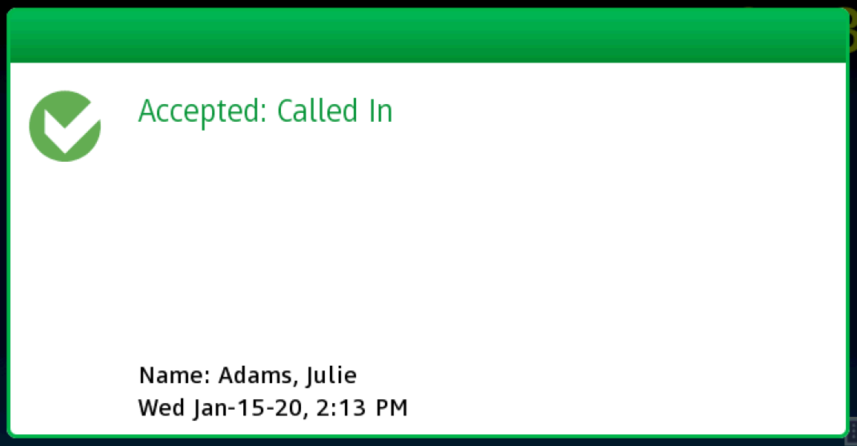 Accepted: Called In
Name: Adams, Julie
Wed Jan-15-20, 2:13 PM